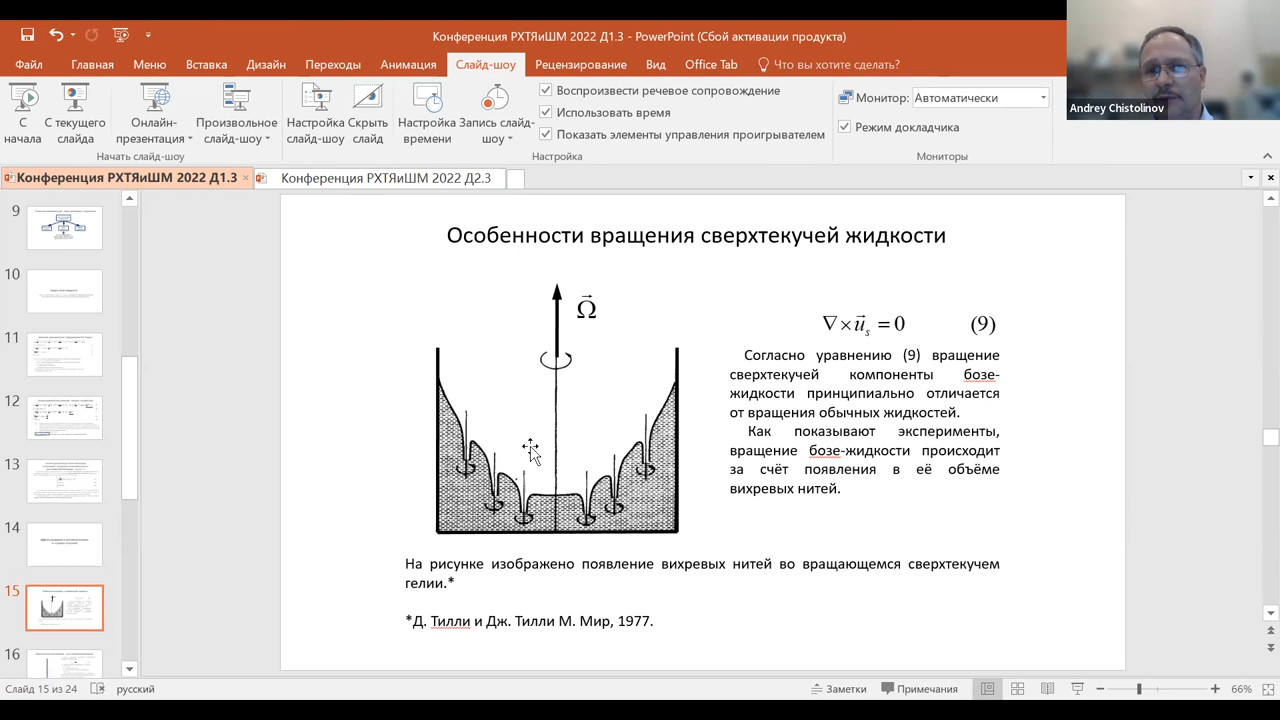 Конференция РХТЯиШМ 2022 Д1.3 - PowerPoint (Сбой активации продукта)
Файл Главная Меню Вставка Дизайн Переходы Анимация Слайд-шоу Рецензирование Вид Office Tab Что вы хотите сделать?
Andrey Chistolinov
С начала
С текущего слайда
Онлайн-презентация
Произвольное слайд-шоу
Начать слайд-шоу
Настройка слайд-шоу
Скрыть слайд
Настройка времени
Запись слайд-шоу
Воспроизвести речевое сопровождение
Использовать время
Показать элементы управления проигрывателем
Настройка
Монитор: Автоматически
Режим докладчика
Мониторы
Конференция РХТЯиШМ 2022 Д1.3
Конференция РХТЯиШМ 2022 Д2.3
9
10
11
12
13
14
15
16
Особенности вращения сверхтекучей жидкости
Ω⃗
∇×u⃗ₛ = 0 (9)
Согласно уравнению (9) вращение
сверхтекучей компоненты бозе-
жидкости принципиально отличается
от вращения обычных жидкостей.
Как показывают эксперименты,
вращение бозе-жидкости происходит
за счёт появления в её объёме
вихревых нитей.
На рисунке изображено появление вихревых нитей во вращающемся сверхтекучем
гелии.*
*Д. Тилли и Дж. Тилли М. Мир, 1977.
Слайд 15 из 24 русский Заметки Примечания 66%